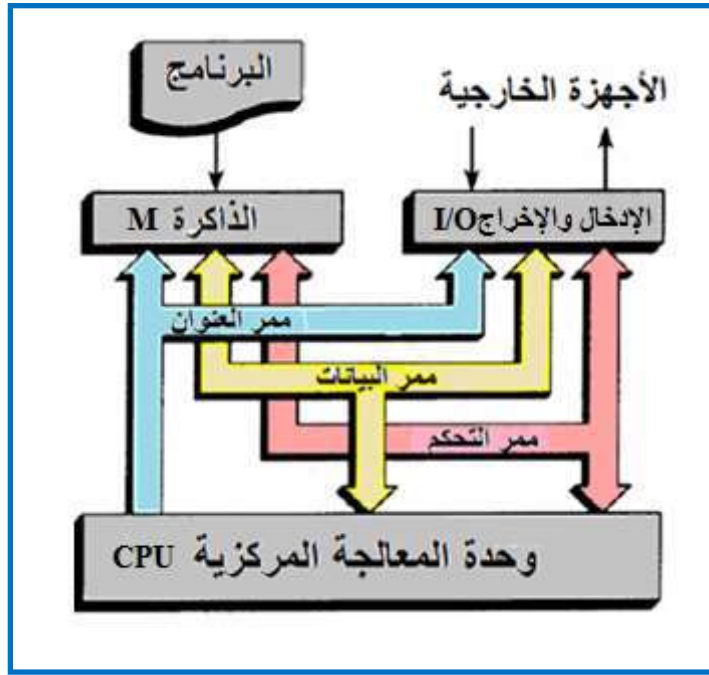 البرنامج
الأجهزة الخارجية
الذاكرة M
الإدخال والإخراج I/O
ممر العنوان
ممر البيانات
ممر التحكم
وحدة المعالجة المركزية CPU